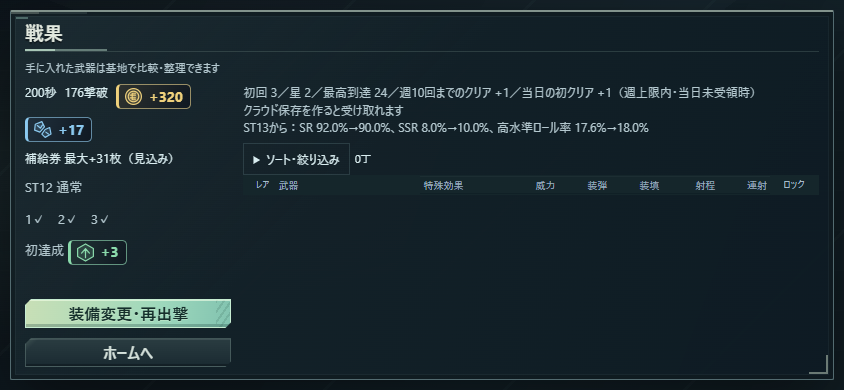 戦果
手に入れた武器は基地で比較・整理できます
200秒 176撃破 +320
+17
補給券 最大+31枚（見込み）
ST12 通常
1✓ 2✓ 3✓
初達成 +3
装備変更・再出撃
ホームへ
初回 3／星 2／最高到達 24／週10回までのクリア +1／当日の初クリア +1（週上限内・当日未受領時）
クラウド保存を作ると受け取れます
ST13から：SR 92.0%→90.0%、SSR 8.0%→10.0%、高水準ロール率 17.6%→18.0%
▶ ソート・絞り込み 0丁
レア 武器 特殊効果 威力 装弾 装填 射程 連射 ロック